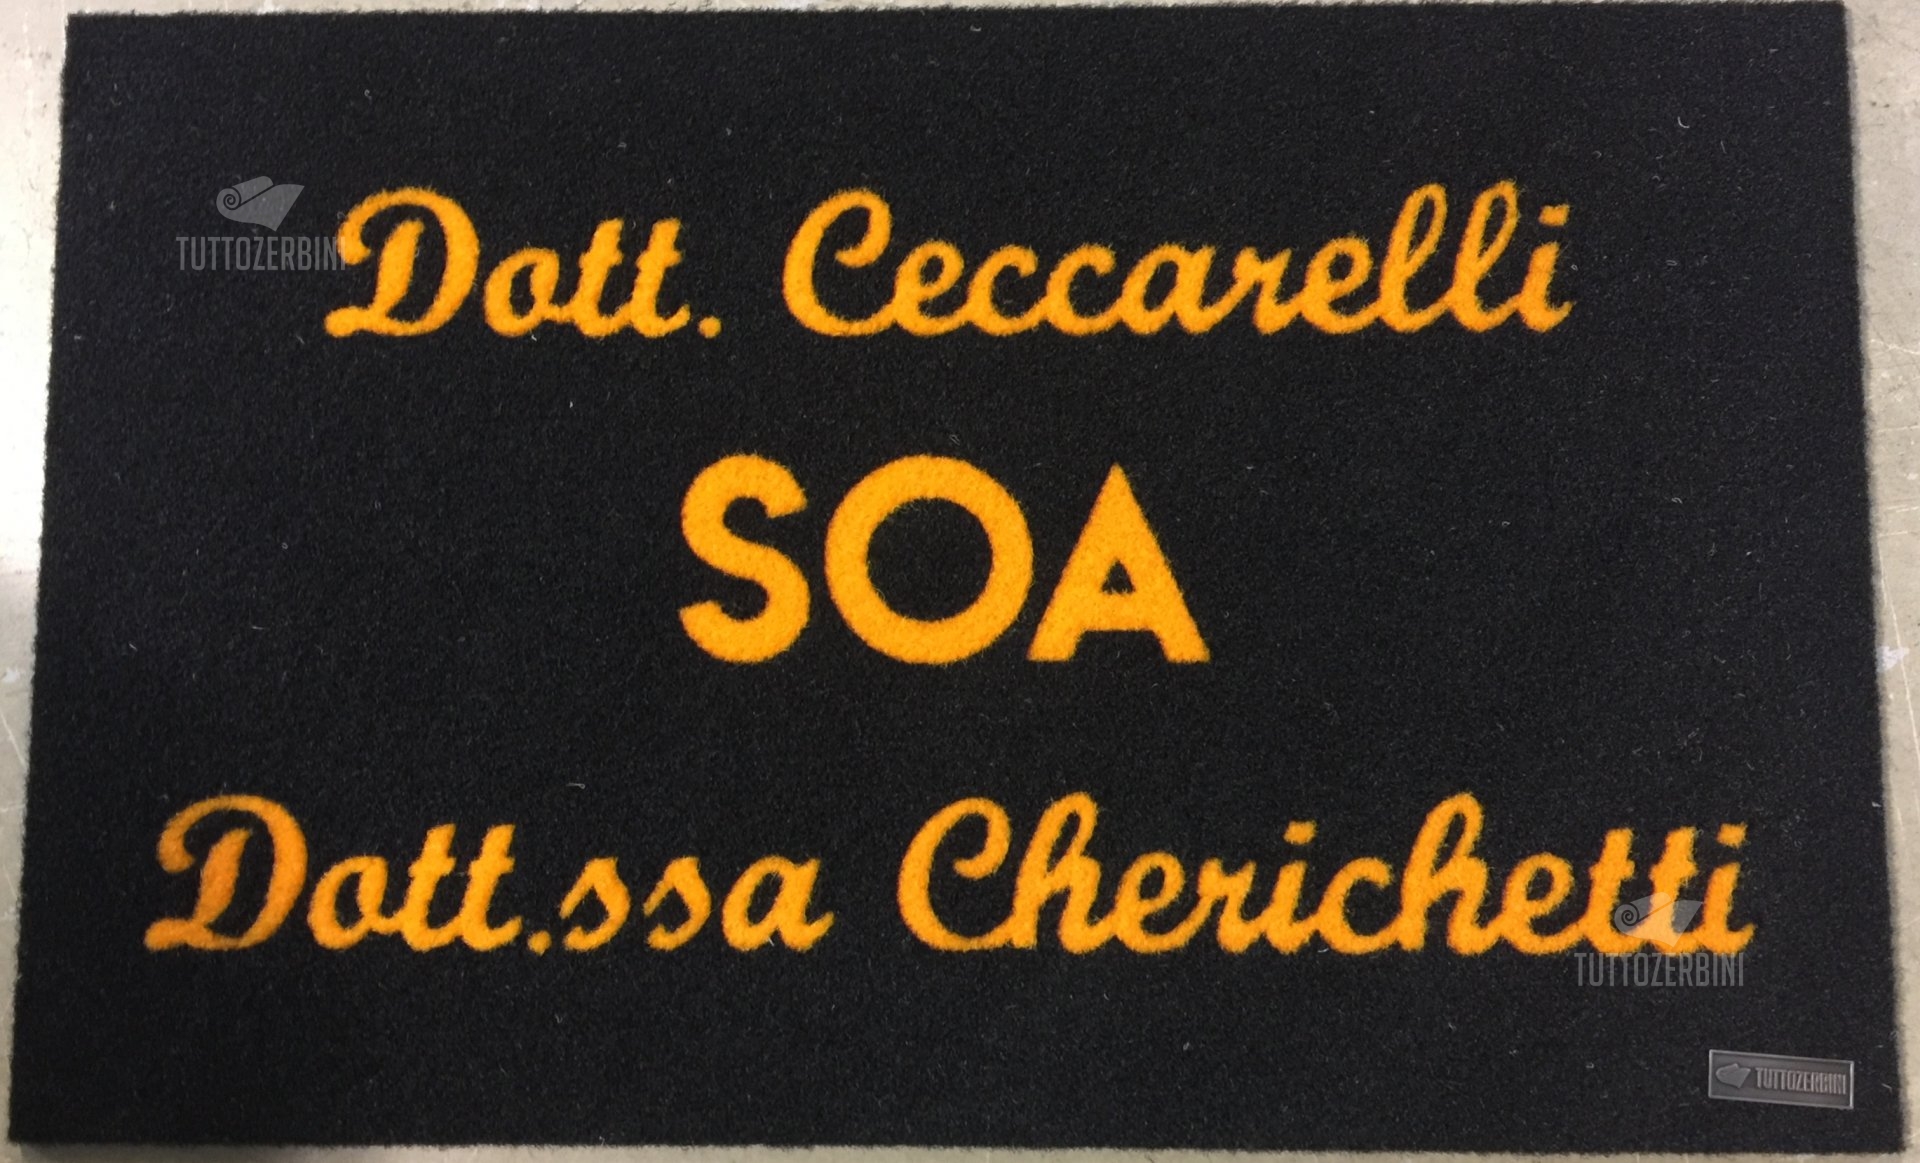 TUTTOZERBINI
Dott. Ceccarelli
SOA
Dott.ssa Cherichetti
TUTTOZERBINI
TUTTOZERBINI